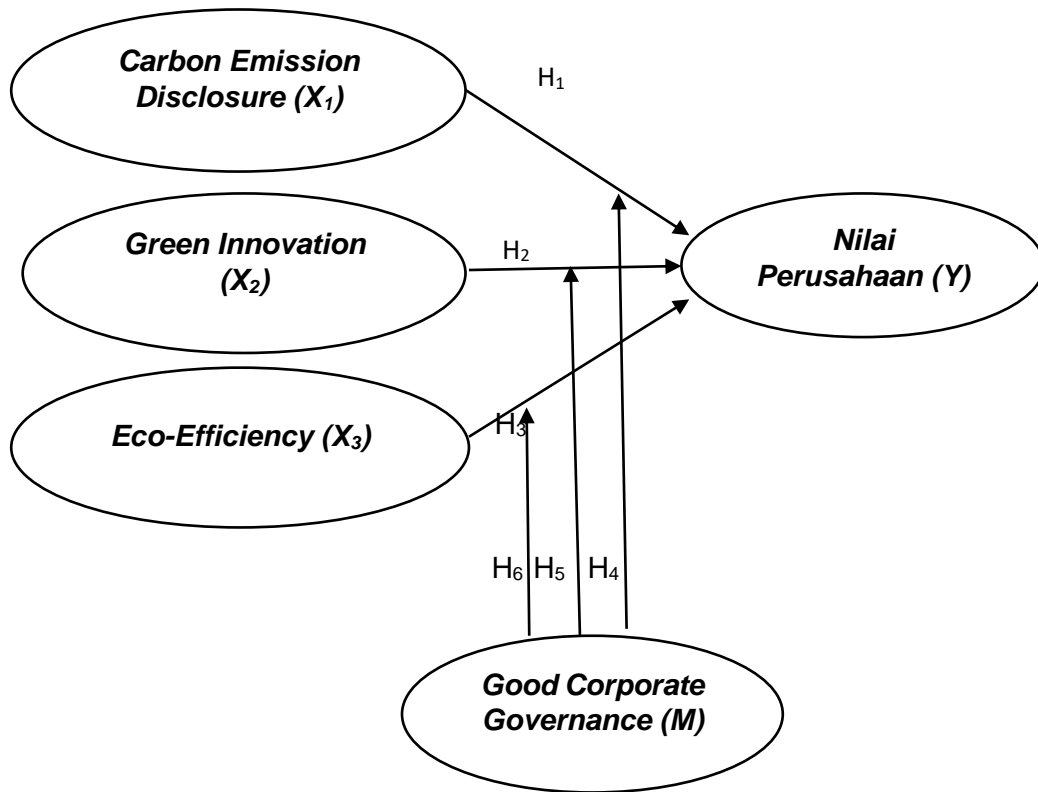 Carbon Emission
Disclosure (X₁)
H₁
Green Innovation
(X₂)
H₂
Nilai
Perusahaan (Y)
Eco-Efficiency (X₃)
H₃
H₆
H₅
H₄
Good Corporate
Governance (M)